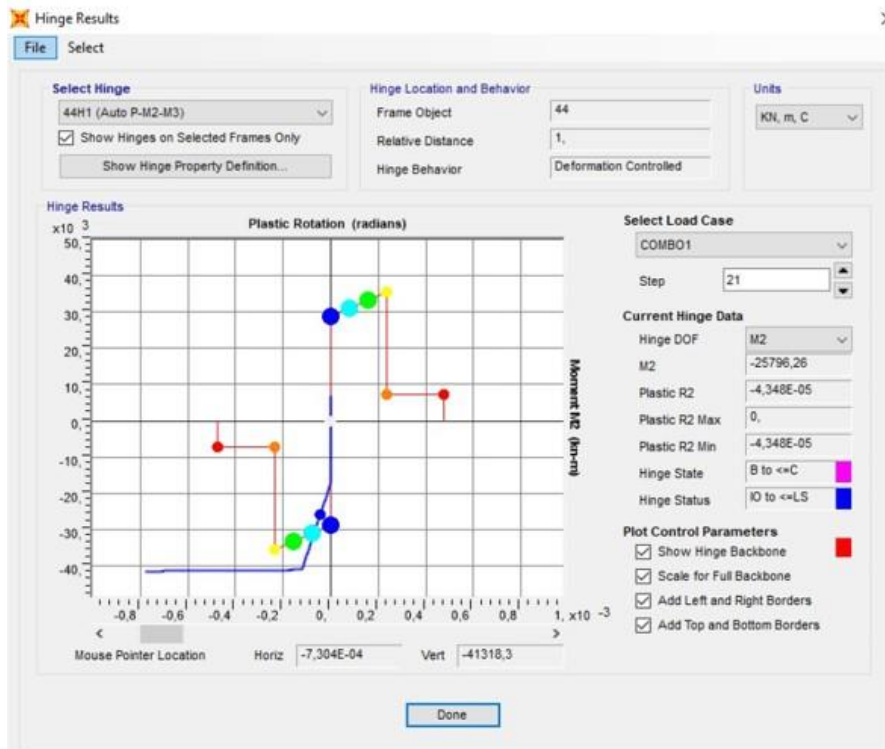 Hinge Results
File Select
Select Hinge
44H1 (Auto P-M2-M3)
Show Hinges on Selected Frames Only
Show Hinge Property Definition...
Hinge Location and Behavior
Frame Object 44
Relative Distance 1,
Hinge Behavior Deformation Controlled
Units
KN, m, C
Hinge Results
x10 3
Plastic Rotation (radians)
50,
40,
30,
20,
10,
0,
-10,
-20,
-30,
-40,
-0,8 -0,6 -0,4 -0,2 0, 0,2 0,4 0,6 0,8 1, x10 -3
Moment M2 (kn-m)
Mouse Pointer Location Horiz -7,304E-04 Vert -41318,3
Select Load Case
COMBO1
Step 21
Current Hinge Data
Hinge DOF M2
M2 -25796,26
Plastic R2 -4,348E-05
Plastic R2 Max 0,
Plastic R2 Min -4,348E-05
Hinge State B to <=C
Hinge Status IO to <=LS
Plot Control Parameters
Show Hinge Backbone
Scale for Full Backbone
Add Left and Right Borders
Add Top and Bottom Borders
Done